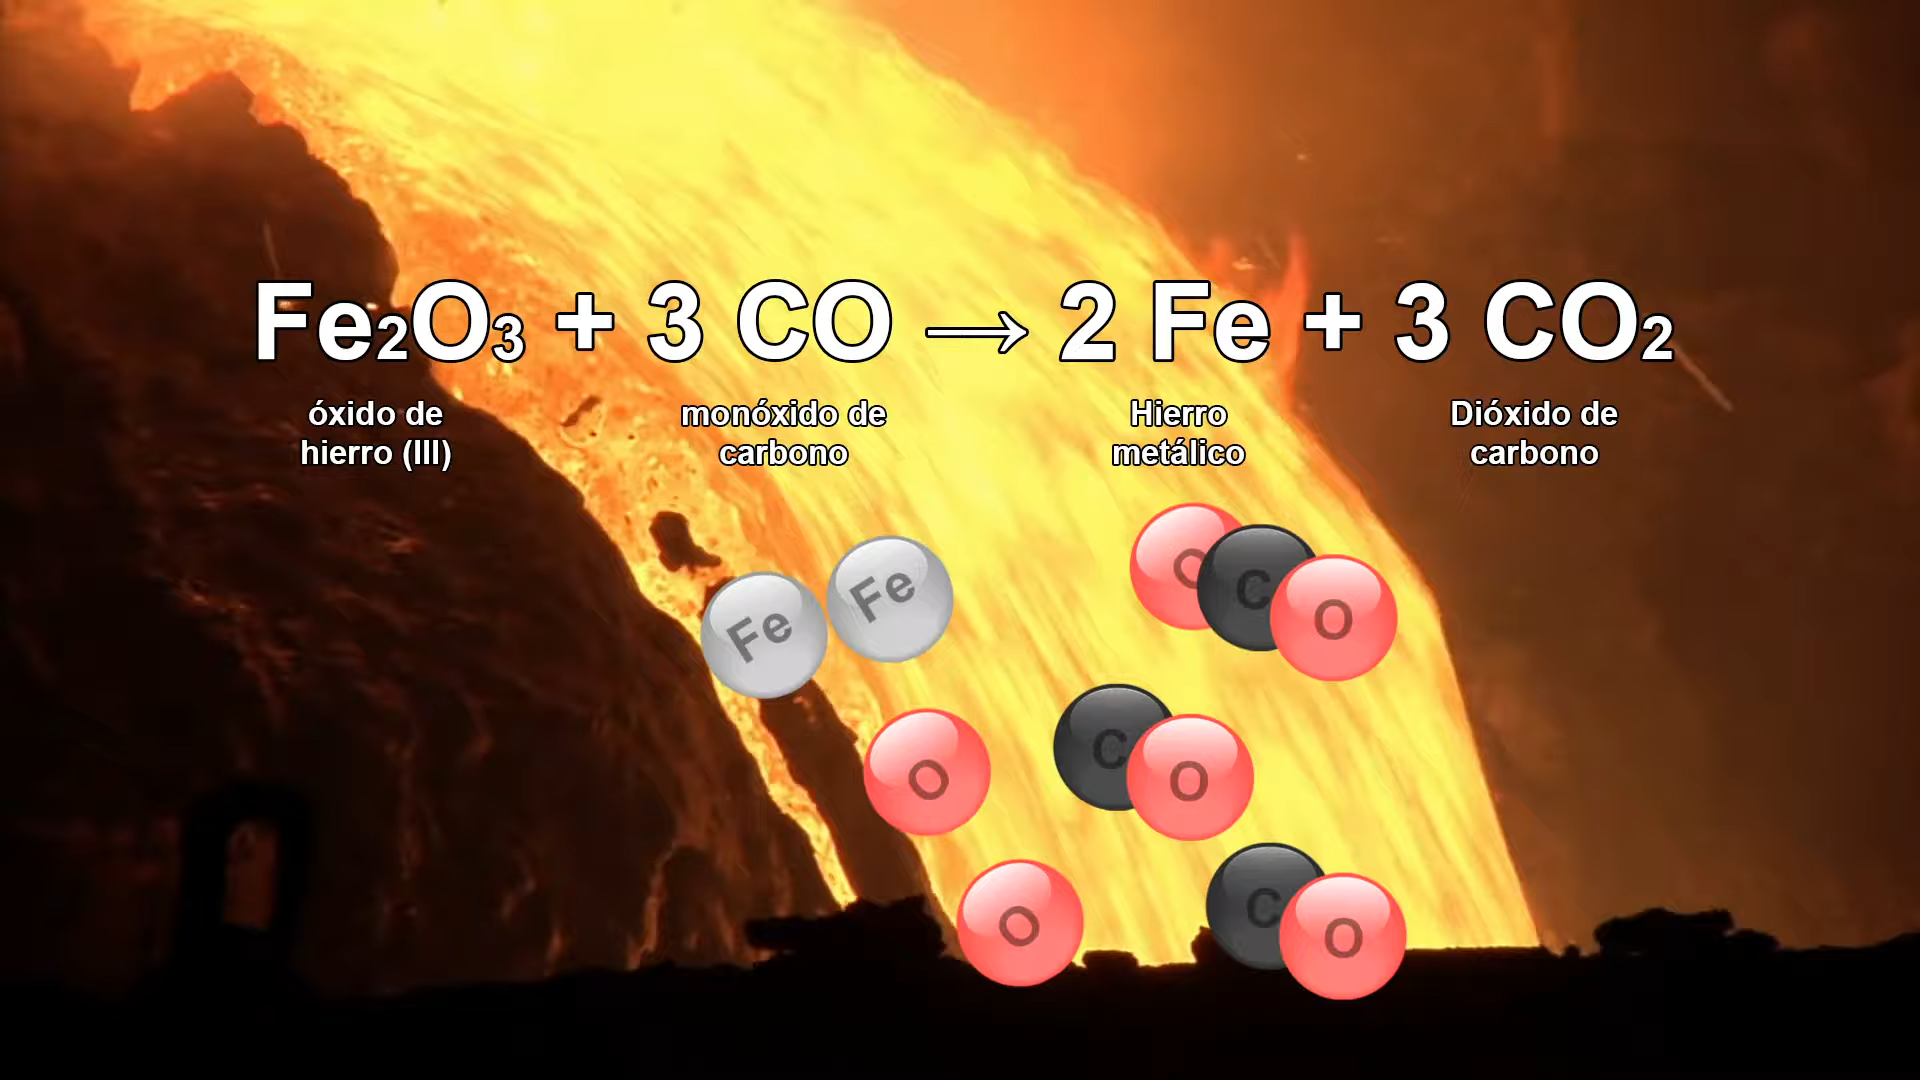 Fe₂O₃ + 3 CO → 2 Fe + 3 CO₂
óxido de hierro (III)
monóxido de carbono
Hierro metálico
Dióxido de carbono
Fe Fe
O C O
O
C O
O
C O